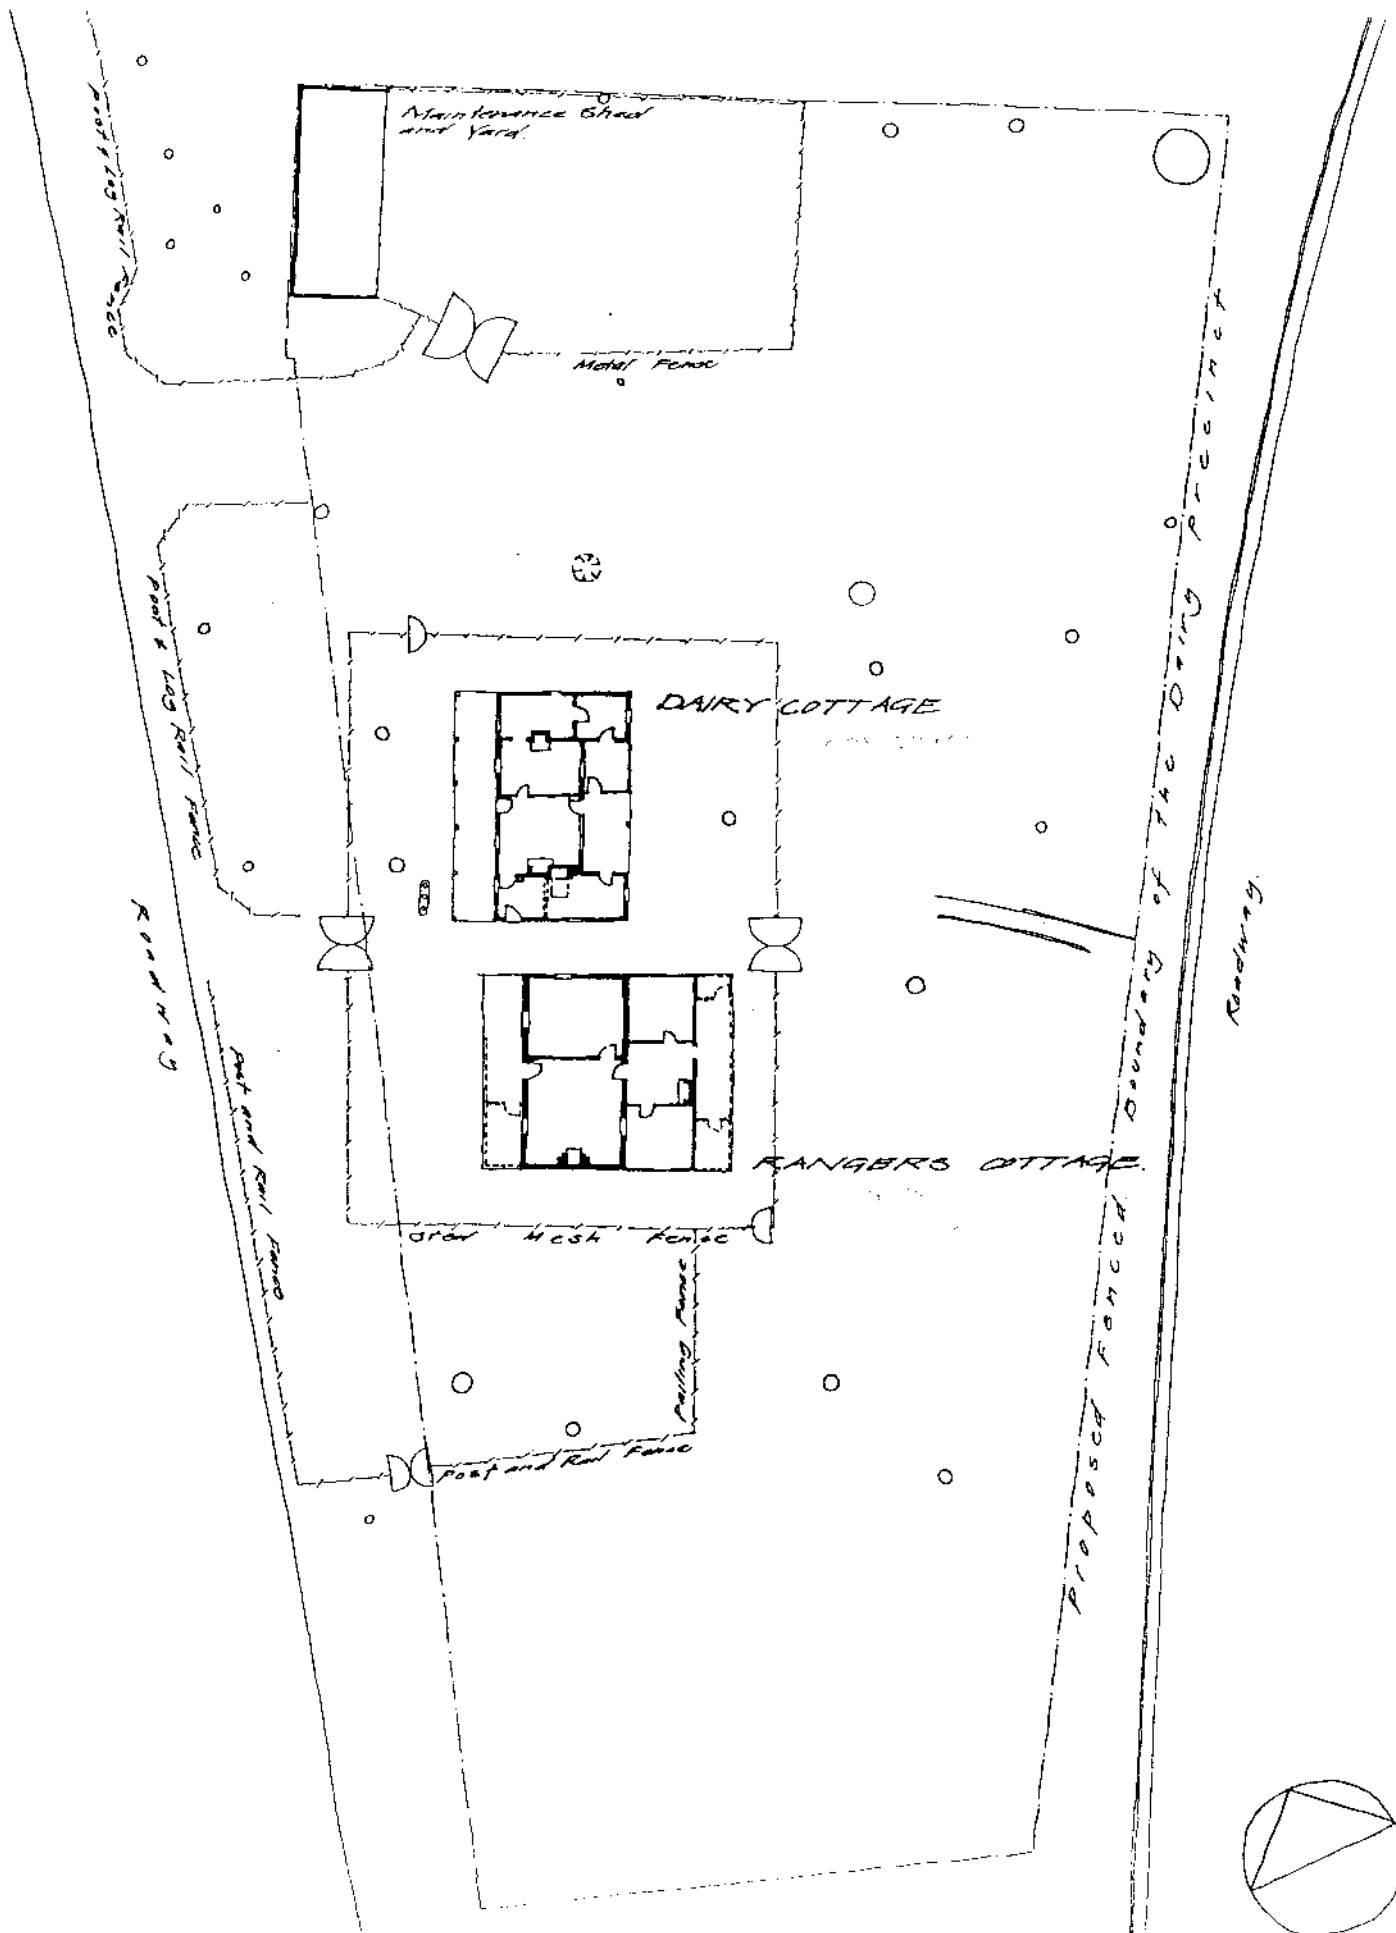 Maintenance Shed
and Yard.
Post & Log Rail Fence
Metal Fence
Post & Log Rail Fence
DAIRY COTTAGE
Roadway
Roadway.
Proposed Fenced Boundary of the Dairy precinct
Post and Rail Fence
RANGERS COTTAGE.
Mesh Fence
Paling Fence
Post and Rail Fence